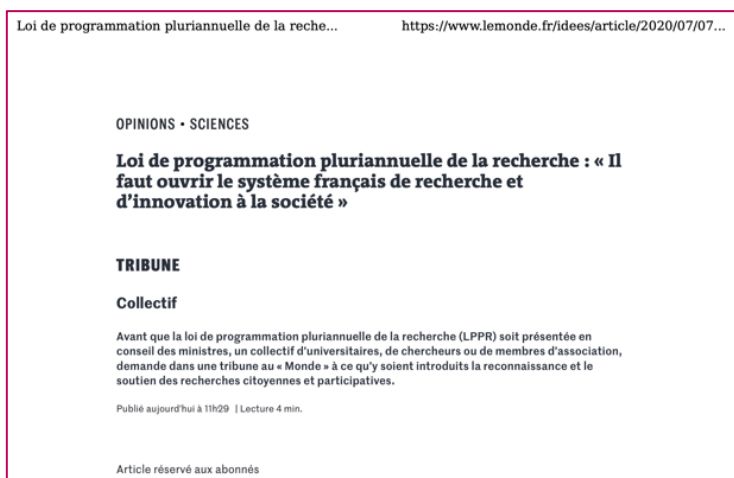 Loi de programmation pluriannuelle de la reche...
https://www.lemonde.fr/idees/article/2020/07/07...
OPINIONS • SCIENCES
Loi de programmation pluriannuelle de la recherche : « Il
faut ouvrir le système français de recherche et
d’innovation à la société »
TRIBUNE
Collectif
Avant que la loi de programmation pluriannuelle de la recherche (LPPR) soit présentée en
conseil des ministres, un collectif d’universitaires, de chercheurs ou de membres d’association,
demande dans une tribune au « Monde » à ce qu’y soient introduits la reconnaissance et le
soutien des recherches citoyennes et participatives.
Publié aujourd’hui à 11h29 | Lecture 4 min.
Article réservé aux abonnés